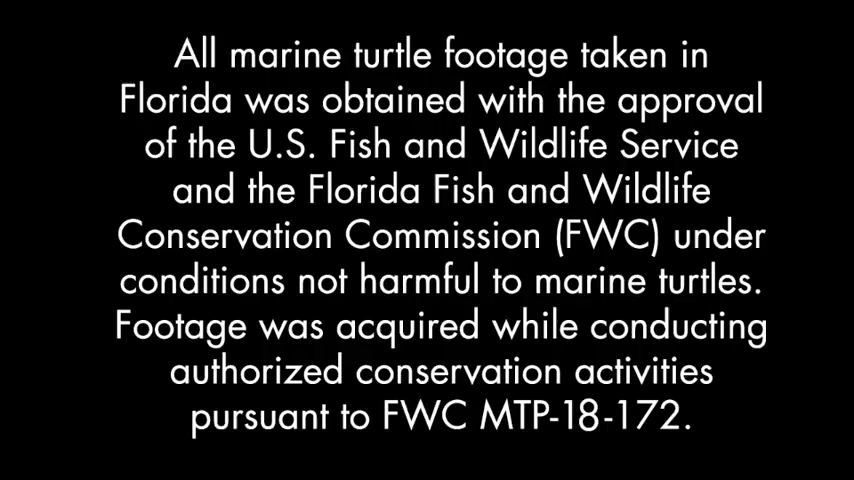 All marine turtle footage taken in
Florida was obtained with the approval
of the U.S. Fish and Wildlife Service
and the Florida Fish and Wildlife
Conservation Commission (FWC) under
conditions not harmful to marine turtles.
Footage was acquired while conducting
authorized conservation activities
pursuant to FWC MTP-18-172.